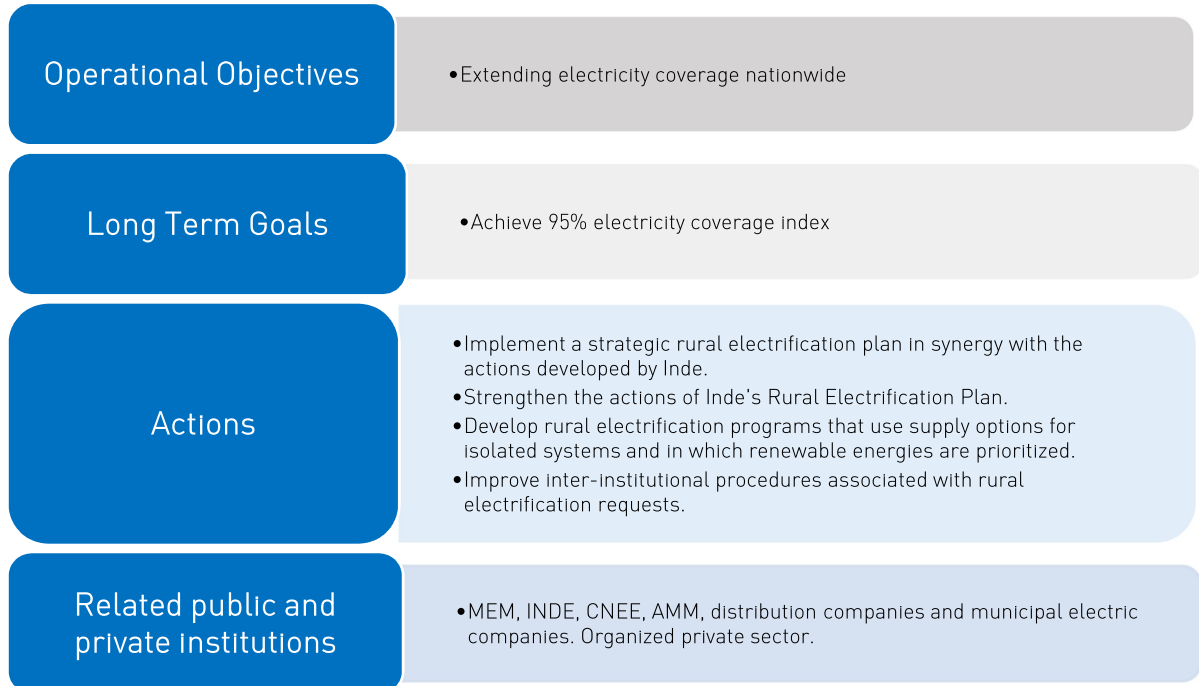 Operational Objectives
•Extending electricity coverage nationwide
Long Term Goals
•Achieve 95% electricity coverage index
Actions
•Implement a strategic rural electrification plan in synergy with the
actions developed by Inde.
•Strengthen the actions of Inde's Rural Electrification Plan.
•Develop rural electrification programs that use supply options for
isolated systems and in which renewable energies are prioritized.
•Improve inter-institutional procedures associated with rural
electrification requests.
Related public and
private institutions
•MEM, INDE, CNEE, AMM, distribution companies and municipal electric
companies. Organized private sector.